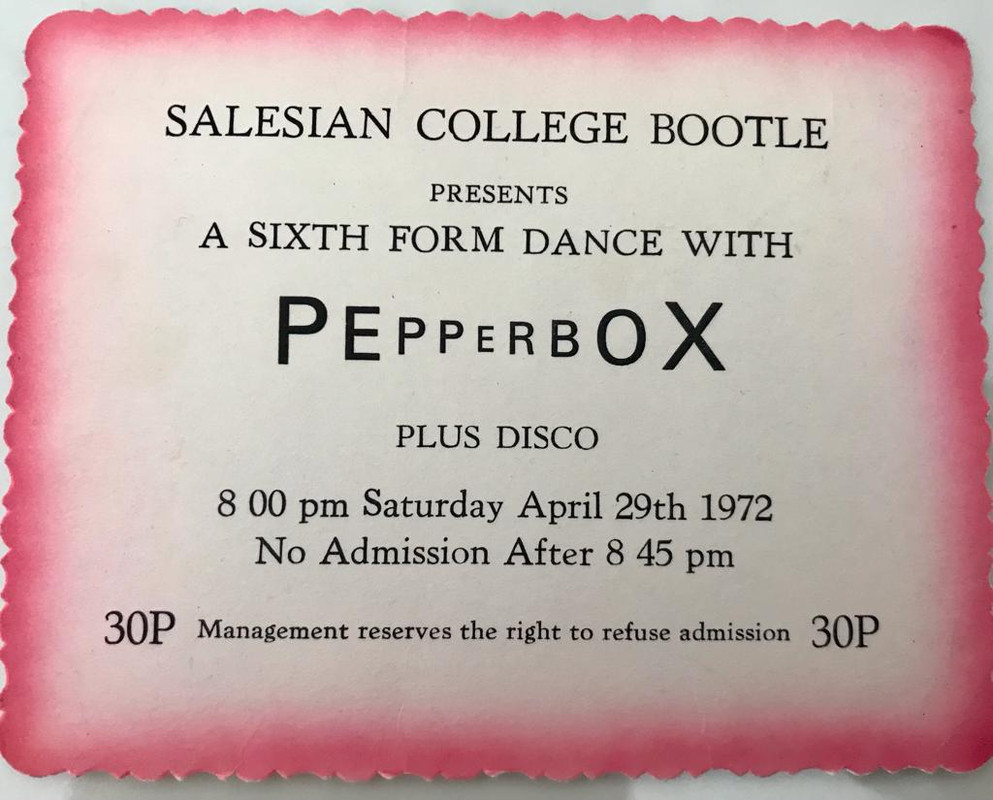 SALESIAN COLLEGE BOOTLE
PRESENTS
A SIXTH FORM DANCE WITH
PEPPERBOX
PLUS DISCO
8 00 pm Saturday April 29th 1972
No Admission After 8 45 pm
30P Management reserves the right to refuse admission 30P